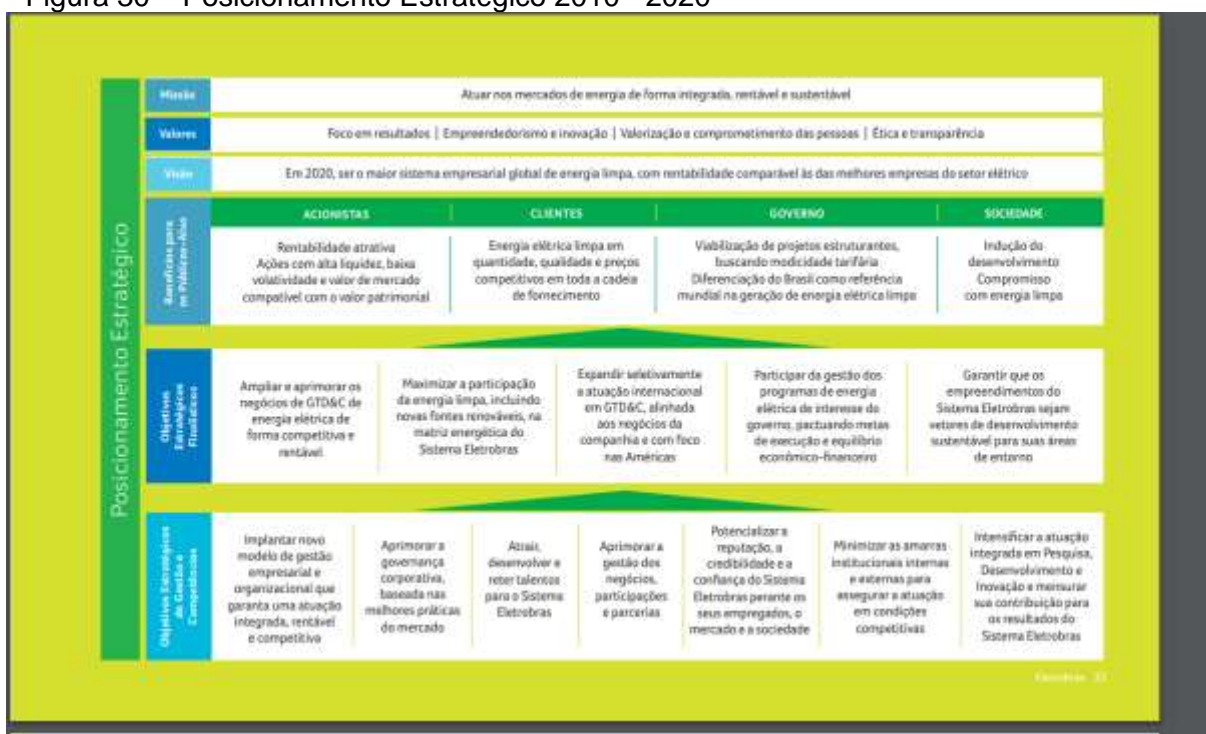 Figura 30 - Posicionamento Estratégico 2010 - 2020
Posicionamento Estratégico
Missão
Atuar nos mercados de energia de forma integrada, rentável e sustentável
Valores
Foco em resultados | Empreendedorismo e inovação | Valorização e comprometimento das pessoas | Ética e transparência
Visão
Em 2020, ser o maior sistema empresarial global de energia limpa, com rentabilidade comparável às das melhores empresas do setor elétrico
Benefícios para
os Públicos-Alvo
ACIONISTAS
Rentabilidade atrativa
Ações com alta liquidez, baixa
volatividade e valor de mercado
compatível com o valor patrimonial
CLIENTES
Energia elétrica limpa em
quantidade, qualidade e preços
competitivos em toda a cadeia
de fornecimento
GOVERNO
Viabilização de projetos estruturantes,
buscando modicidade tarifária
Diferenciação do Brasil como referência
mundial na geração de energia elétrica limpa
SOCIEDADE
Indução do
desenvolvimento
Compromisso
com energia limpa
Objetivos
Estratégicos
Finalísticos
Ampliar e aprimorar os
negócios de GTD&C de
energia elétrica de
forma competitiva e
rentável
Maximizar a participação
da energia limpa, incluindo
novas fontes renováveis, na
matriz energética do
Sistema Eletrobras
Expandir seletivamente
a atuação internacional
em GTD&C, alinhada
aos negócios da
companhia e com foco
nas Américas
Participar da gestão dos
programas de energia
elétrica de interesse do
governo, pactuando metas
de execução e equilíbrio
econômico-financeiro
Garantir que os
empreendimentos do
Sistema Eletrobras sejam
vetores de desenvolvimento
sustentável para suas áreas
de entorno
Objetivos Estratégicos
de Gestão e
Competências
Implantar novo
modelo de gestão
empresarial e
organizacional que
garanta uma atuação
integrada, rentável
e competitiva
Aprimorar a
governança
corporativa,
baseada nas
melhores práticas
do mercado
Atrair,
desenvolver e
reter talentos
para o Sistema
Eletrobras
Aprimorar a
gestão dos
negócios,
participações
e parcerias
Potencializar a
reputação, a
credibilidade e a
confiança do Sistema
Eletrobras perante os
seus empregados, o
mercado e a sociedade
Minimizar as amarras
institucionais internas
e externas para
assegurar a atuação
em condições
competitivas
Intensificar a atuação
integrada em Pesquisa,
Desenvolvimento e
Inovação e mensurar
sua contribuição para
os resultados do
Sistema Eletrobras